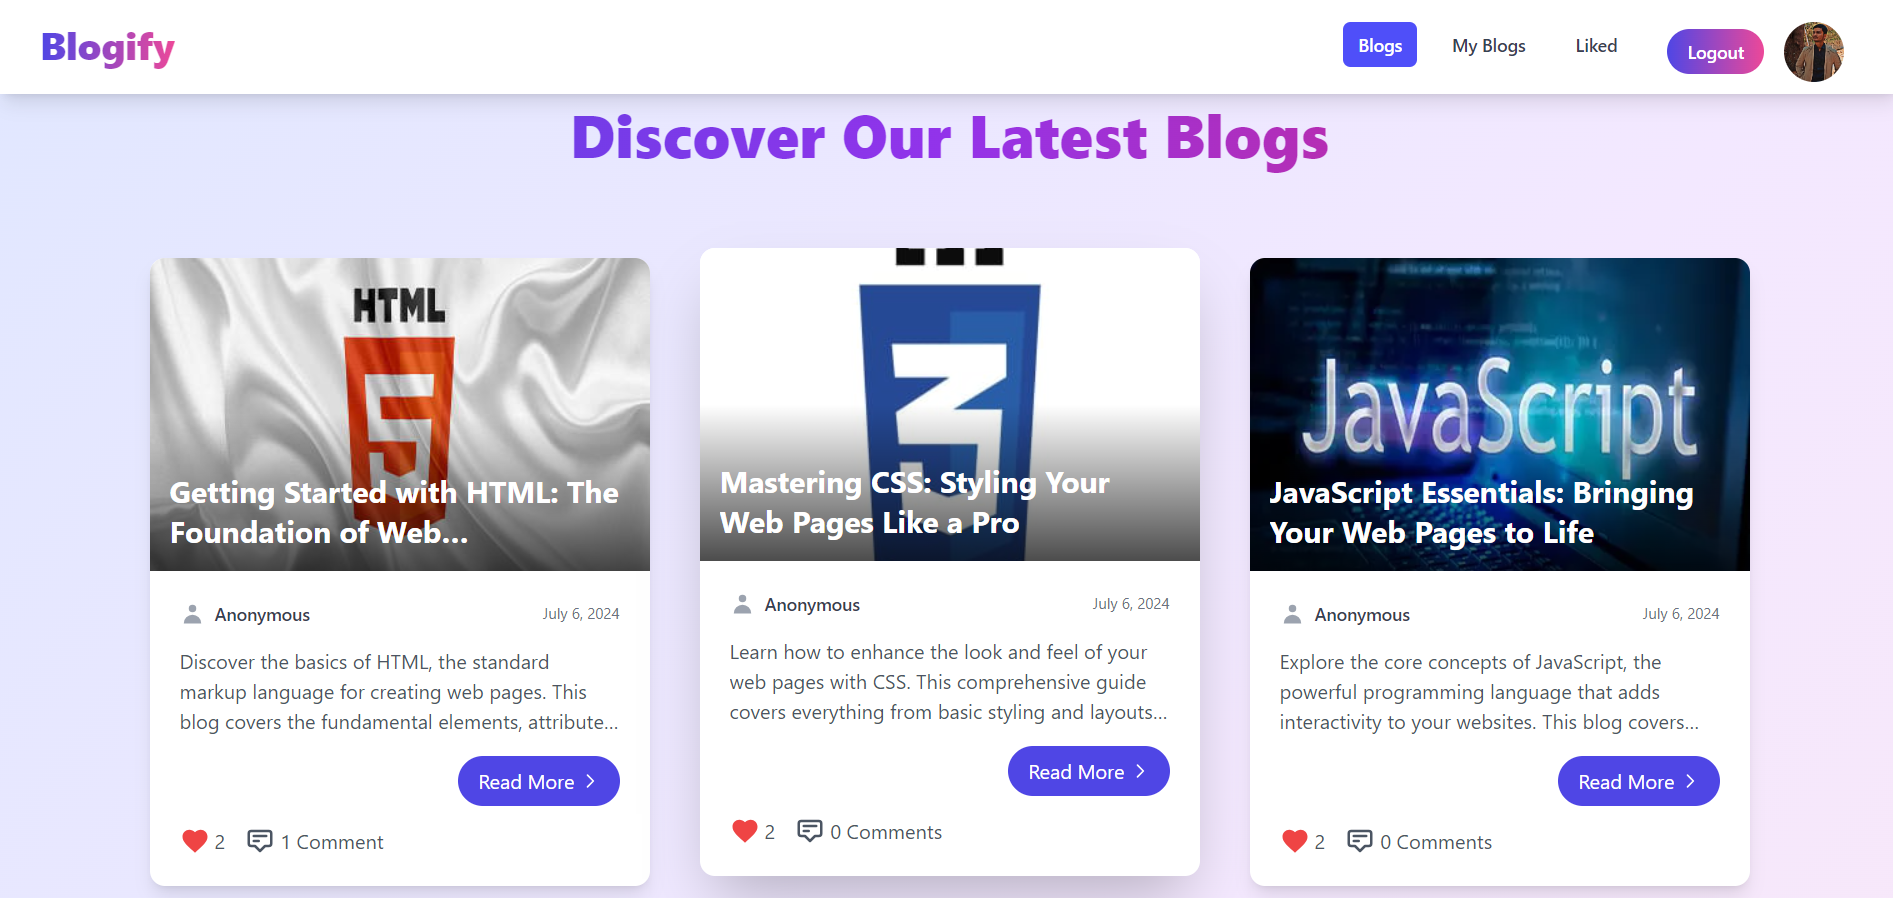 Blogify
Blogs
My Blogs
Liked
Logout
Discover Our Latest Blogs
HTML
5
Getting Started with HTML: The
Foundation of Web...
Anonymous
July 6, 2024
Discover the basics of HTML, the standard
markup language for creating web pages. This
blog covers the fundamental elements, attribute...
Read More
2
1 Comment
3
Mastering CSS: Styling Your
Web Pages Like a Pro
Anonymous
July 6, 2024
Learn how to enhance the look and feel of your
web pages with CSS. This comprehensive guide
covers everything from basic styling and layouts...
Read More
2
0 Comments
JavaScript
JavaScript Essentials: Bringing
Your Web Pages to Life
Anonymous
July 6, 2024
Explore the core concepts of JavaScript, the
powerful programming language that adds
interactivity to your websites. This blog covers...
Read More
2
0 Comments